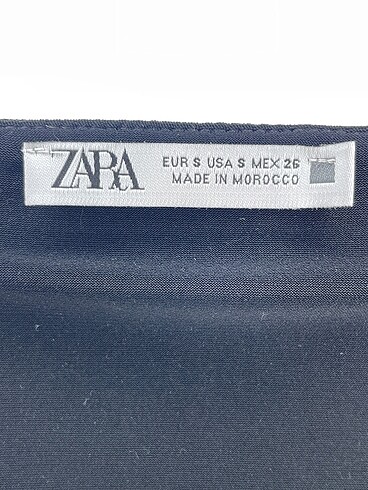 ZARA
EUR S USA S MEX 26
MADE IN MOROCCO